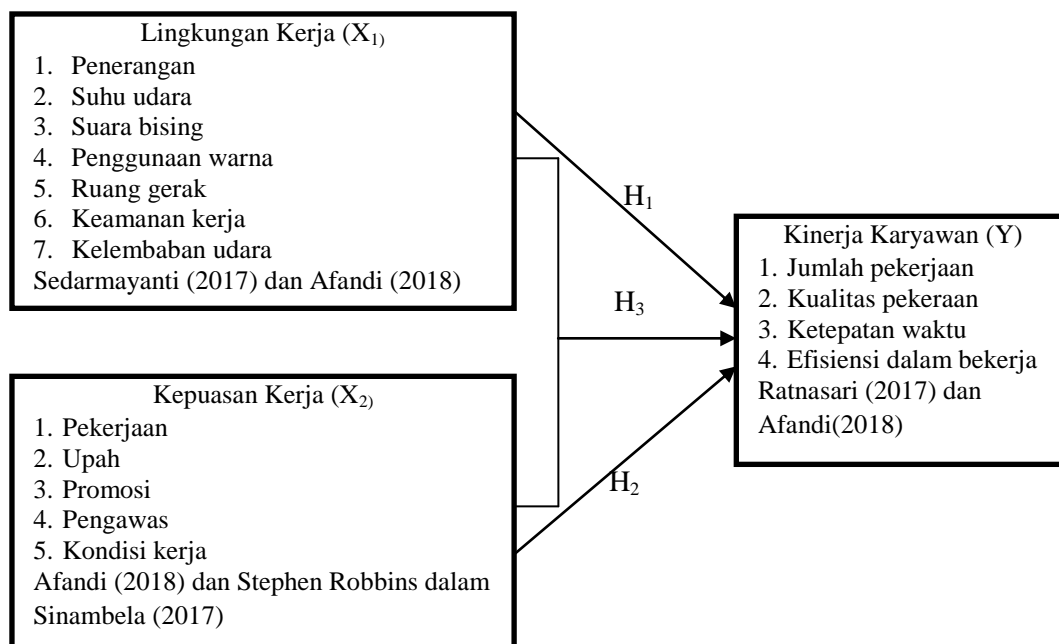 Lingkungan Kerja (X1)
1. Penerangan
2. Suhu udara
3. Suara bising
4. Penggunaan warna
5. Ruang gerak
6. Keamanan kerja
7. Kelembaban udara
Sedarmayanti (2017) dan Afandi (2018)
H1
Kinerja Karyawan (Y)
1. Jumlah pekerjaan
2. Kualitas pekeraan
3. Ketepatan waktu
4. Efisiensi dalam bekerja
Ratnasari (2017) dan
Afandi(2018)
H3
Kepuasan Kerja (X2)
1. Pekerjaan
2. Upah
3. Promosi
4. Pengawas
5. Kondisi kerja
Afandi (2018) dan Stephen Robbins dalam
Sinambela (2017)
H2